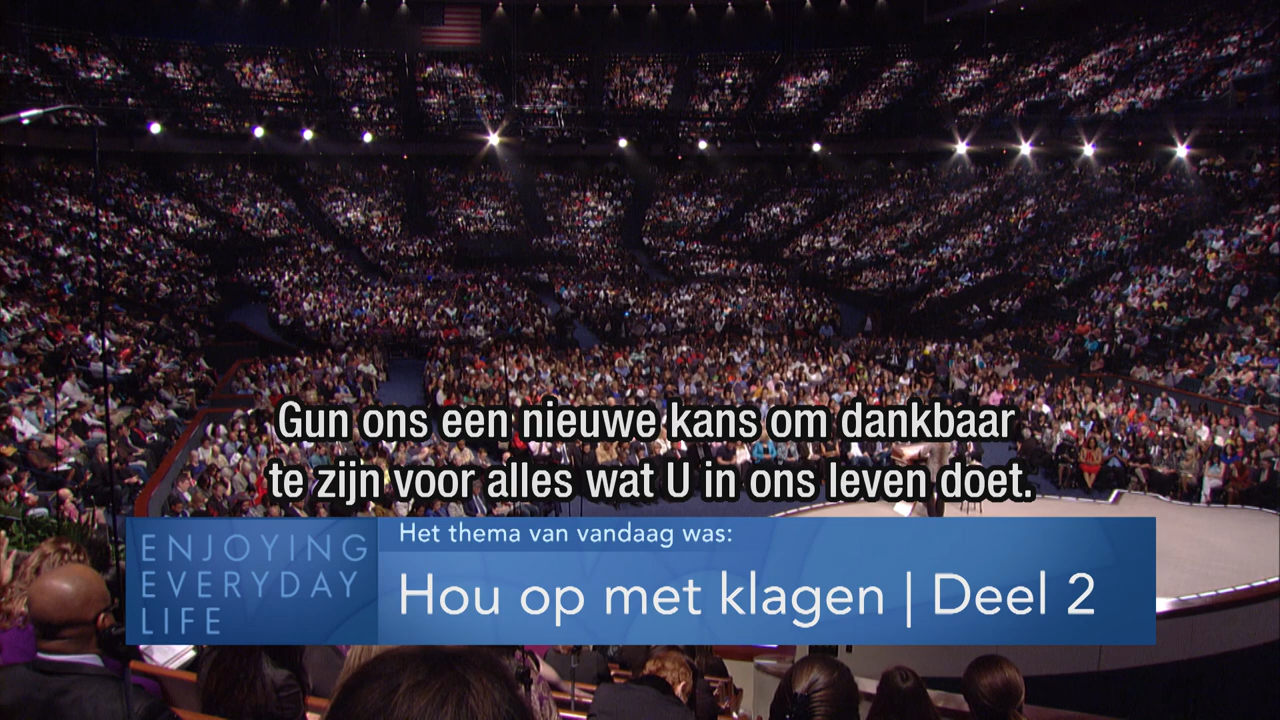 Gun ons een nieuwe kans om dankbaar
te zijn voor alles wat U in ons leven doet.
Het thema van vandaag was:
ENJOYING
EVERYDAY
LIFE
Hou op met klagen | Deel 2